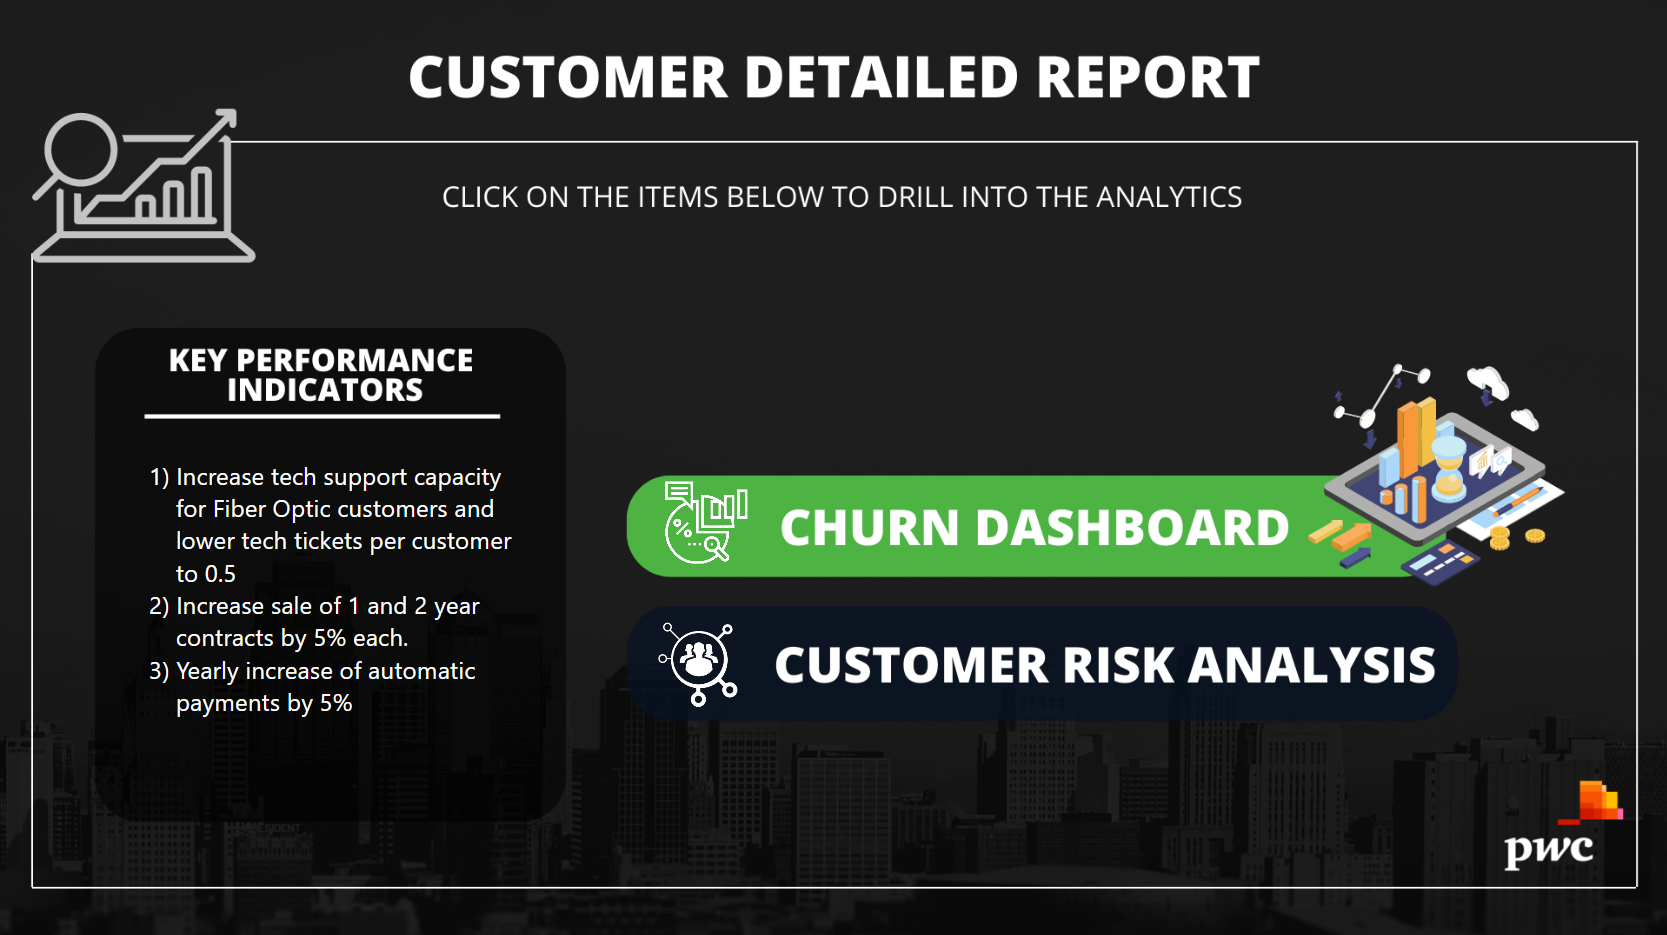 CUSTOMER DETAILED REPORT
CLICK ON THE ITEMS BELOW TO DRILL INTO THE ANALYTICS
KEY PERFORMANCE
INDICATORS
1) Increase tech support capacity
for Fiber Optic customers and
lower tech tickets per customer
to 0.5
2) Increase sale of 1 and 2 year
contracts by 5% each.
3) Yearly increase of automatic
payments by 5%
CHURN DASHBOARD
CUSTOMER RISK ANALYSIS
pwc